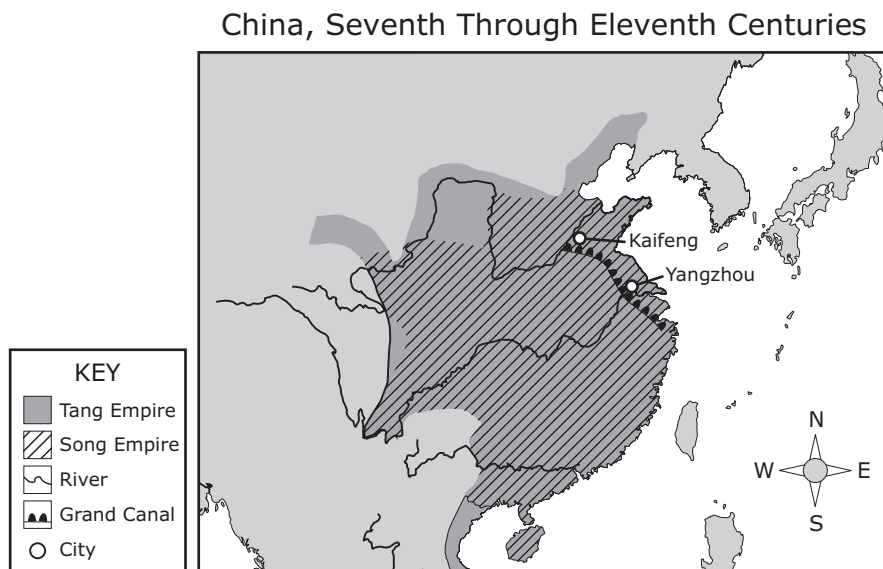 China, Seventh Through Eleventh Centuries
Kaifeng
Yangzhou
KEY
Tang Empire
Song Empire
River
Grand Canal
City
N
W E
S